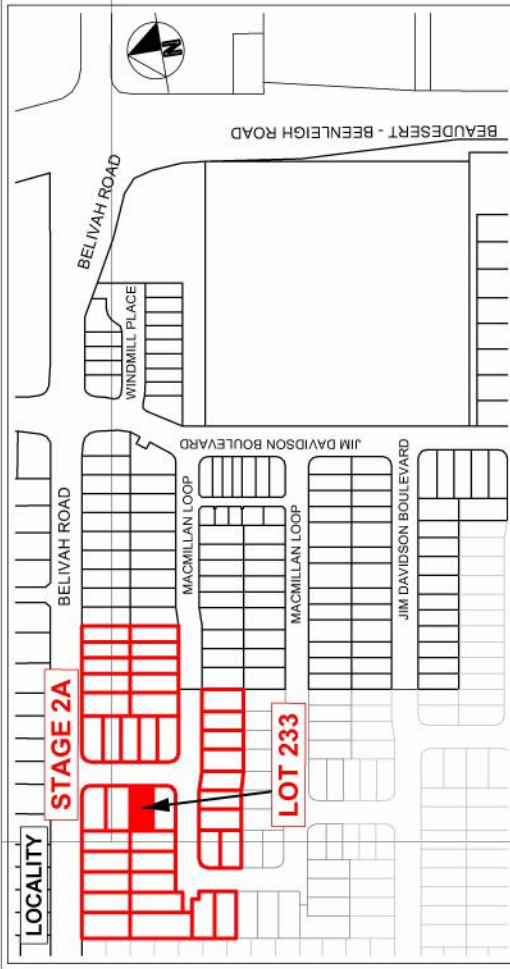 N
BEAUDESERT - BEENLEIGH ROAD
BELIVAH ROAD
WINDMILL PLACE
JIM DAVIDSON BOULEVARD
BELIVAH ROAD
MACMILLAN LOOP
MACMILLAN LOOP
JIM DAVIDSON BOULEVARD
STAGE 2A
LOT 233
LOCALITY